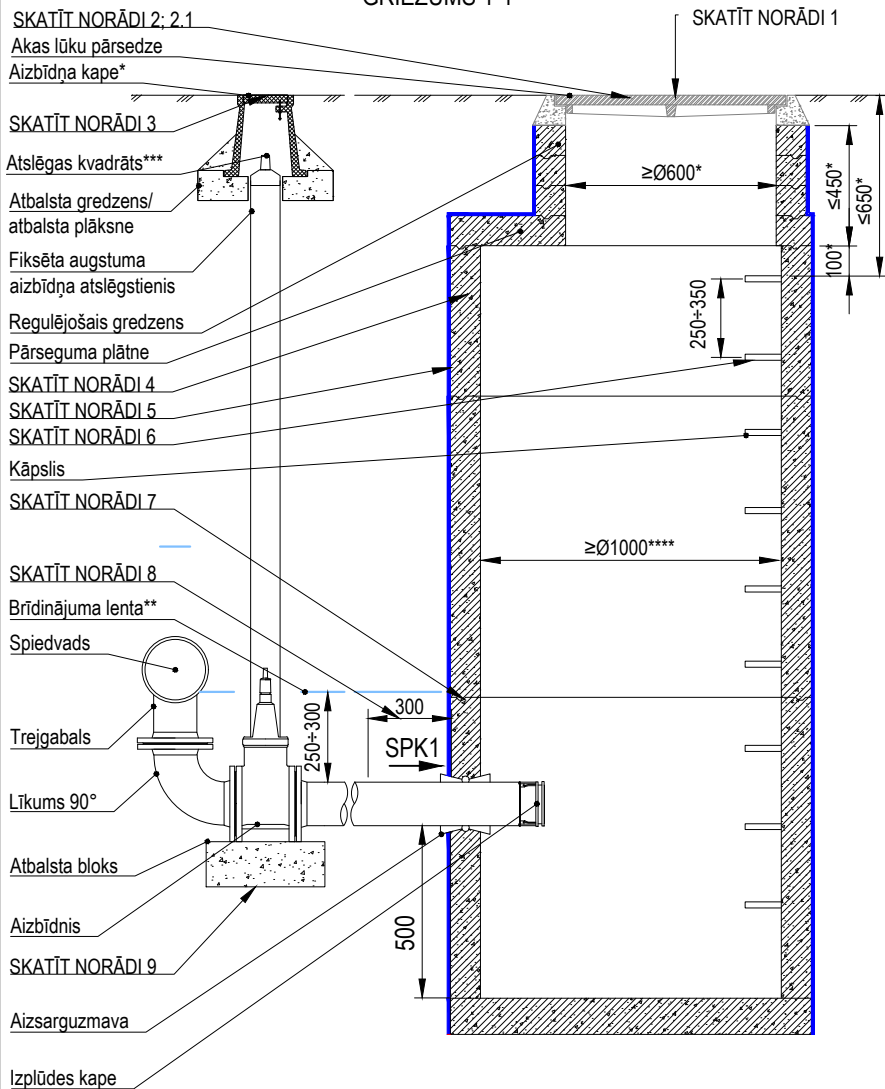 GRIEZUMS 1-1
SKATĪT NORĀDI 2; 2.1
SKATĪT NORĀDI 1
Akas lūku pārsedze
Aizbīdņa kape*
SKATĪT NORĀDI 3
Atslēgas kvadrāts***
Atbalsta gredzens/
atbalsta plāksne
Fiksēta augstuma
aizbīdņa atslēgstienis
Regulējošais gredzens
Pārseguma plātne
SKATĪT NORĀDI 4
SKATĪT NORĀDI 5
SKATĪT NORĀDI 6
Kāpslis
SKATĪT NORĀDI 7
SKATĪT NORĀDI 8
Brīdinājuma lenta**
Spiedvads
Trejgabals
Līkums 90°
Atbalsta bloks
Aizbīdnis
SKATĪT NORĀDI 9
Aizsarguzmava
Izplūdes kape
≥Ø600*
≤450*
≤650*
100*
250÷350
≥Ø1000****
300
250÷300
SPK1
500